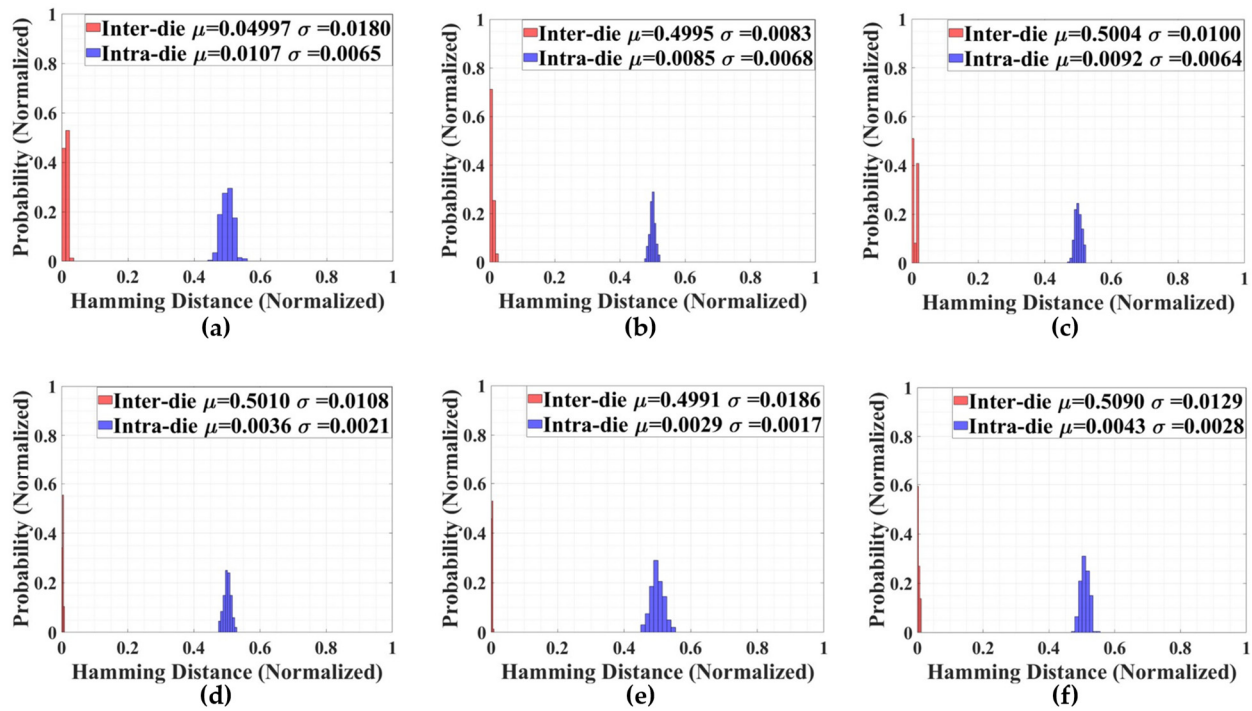 Inter-die μ=0.04997 σ =0.0180
Intra-die μ=0.0107 σ =0.0065
Probability (Normalized)
1
0.8
0.6
0.4
0.2
0
0 0.2 0.4 0.6 0.8 1
Hamming Distance (Normalized)
(a)
Inter-die μ=0.4995 σ =0.0083
Intra-die μ=0.0085 σ =0.0068
Probability (Normalized)
1
0.8
0.6
0.4
0.2
0
0 0.2 0.4 0.6 0.8 1
Hamming Distance (Normalized)
(b)
Inter-die μ=0.5004 σ =0.0100
Intra-die μ=0.0092 σ =0.0064
Probability (Normalized)
1
0.8
0.6
0.4
0.2
0
0 0.2 0.4 0.6 0.8 1
Hamming Distance (Normalized)
(c)
Inter-die μ=0.5010 σ =0.0108
Intra-die μ=0.0036 σ =0.0021
Probability (Normalized)
1
0.8
0.6
0.4
0.2
0
0 0.2 0.4 0.6 0.8 1
Hamming Distance (Normalized)
(d)
Inter-die μ=0.4991 σ =0.0186
Intra-die μ=0.0029 σ =0.0017
Probability (Normalized)
1
0.8
0.6
0.4
0.2
0
0 0.2 0.4 0.6 0.8 1
Hamming Distance (Normalized)
(e)
Inter-die μ=0.5090 σ =0.0129
Intra-die μ=0.0043 σ =0.0028
Probability (Normalized)
1
0.8
0.6
0.4
0.2
0
0 0.2 0.4 0.6 0.8 1
Hamming Distance (Normalized)
(f)